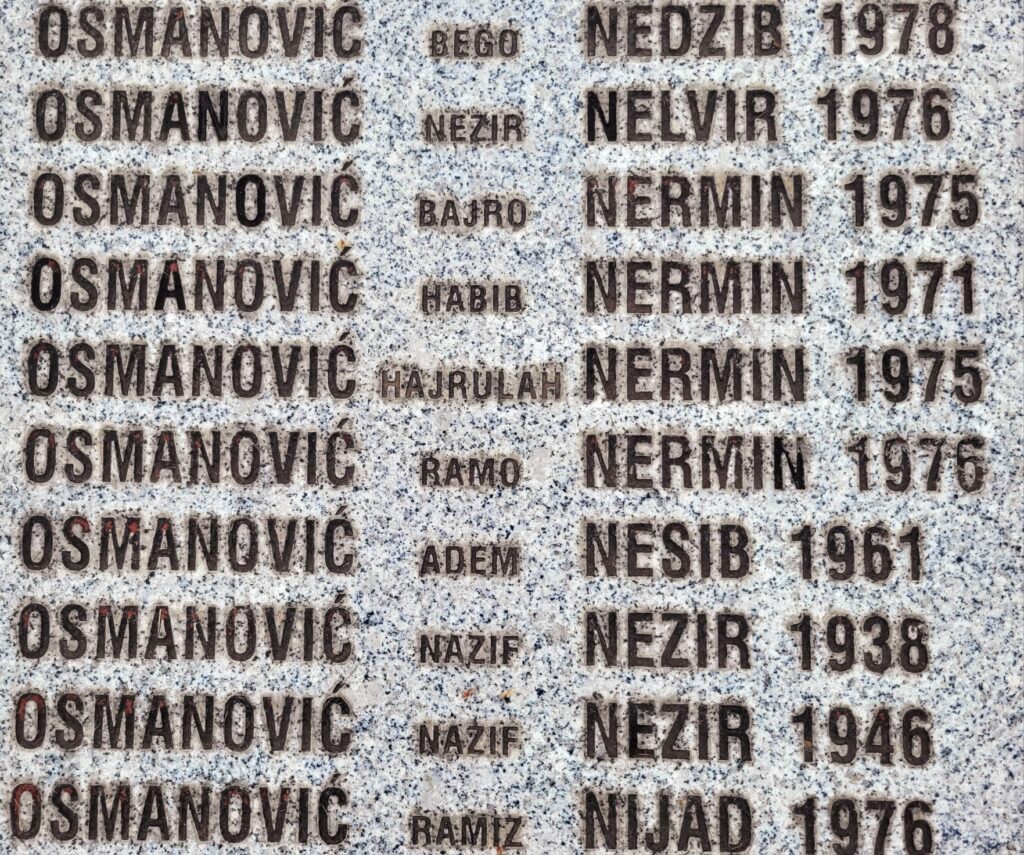 OSMANOVIĆ BEGO NEDZIB 1978
OSMANOVIĆ NEZIR NELVIR 1976
OSMANOVIĆ BAJRO NERMIN 1975
OSMANOVIĆ HABIB NERMIN 1971
OSMANOVIĆ HAJRULAH NERMIN 1975
OSMANOVIĆ RAMO NERMIN 1976
OSMANOVIĆ ADEM NESIB 1961
OSMANOVIĆ NAZIF NEZIR 1938
OSMANOVIĆ NAZIF NEZIR 1946
OSMANOVIĆ RAMIZ NIJAD 1976